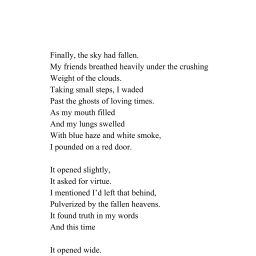 Finally, the sky had fallen.
My friends breathed heavily under the crushing
Weight of the clouds.
Taking small steps, I waded
Past the ghosts of loving times.
As my mouth filled
And my lungs swelled
With blue haze and white smoke,
I pounded on a red door.

It opened slightly,
It asked for virtue.
I mentioned I’d left that behind,
Pulverized by the fallen heavens.
It found truth in my words
And this time

It opened wide.